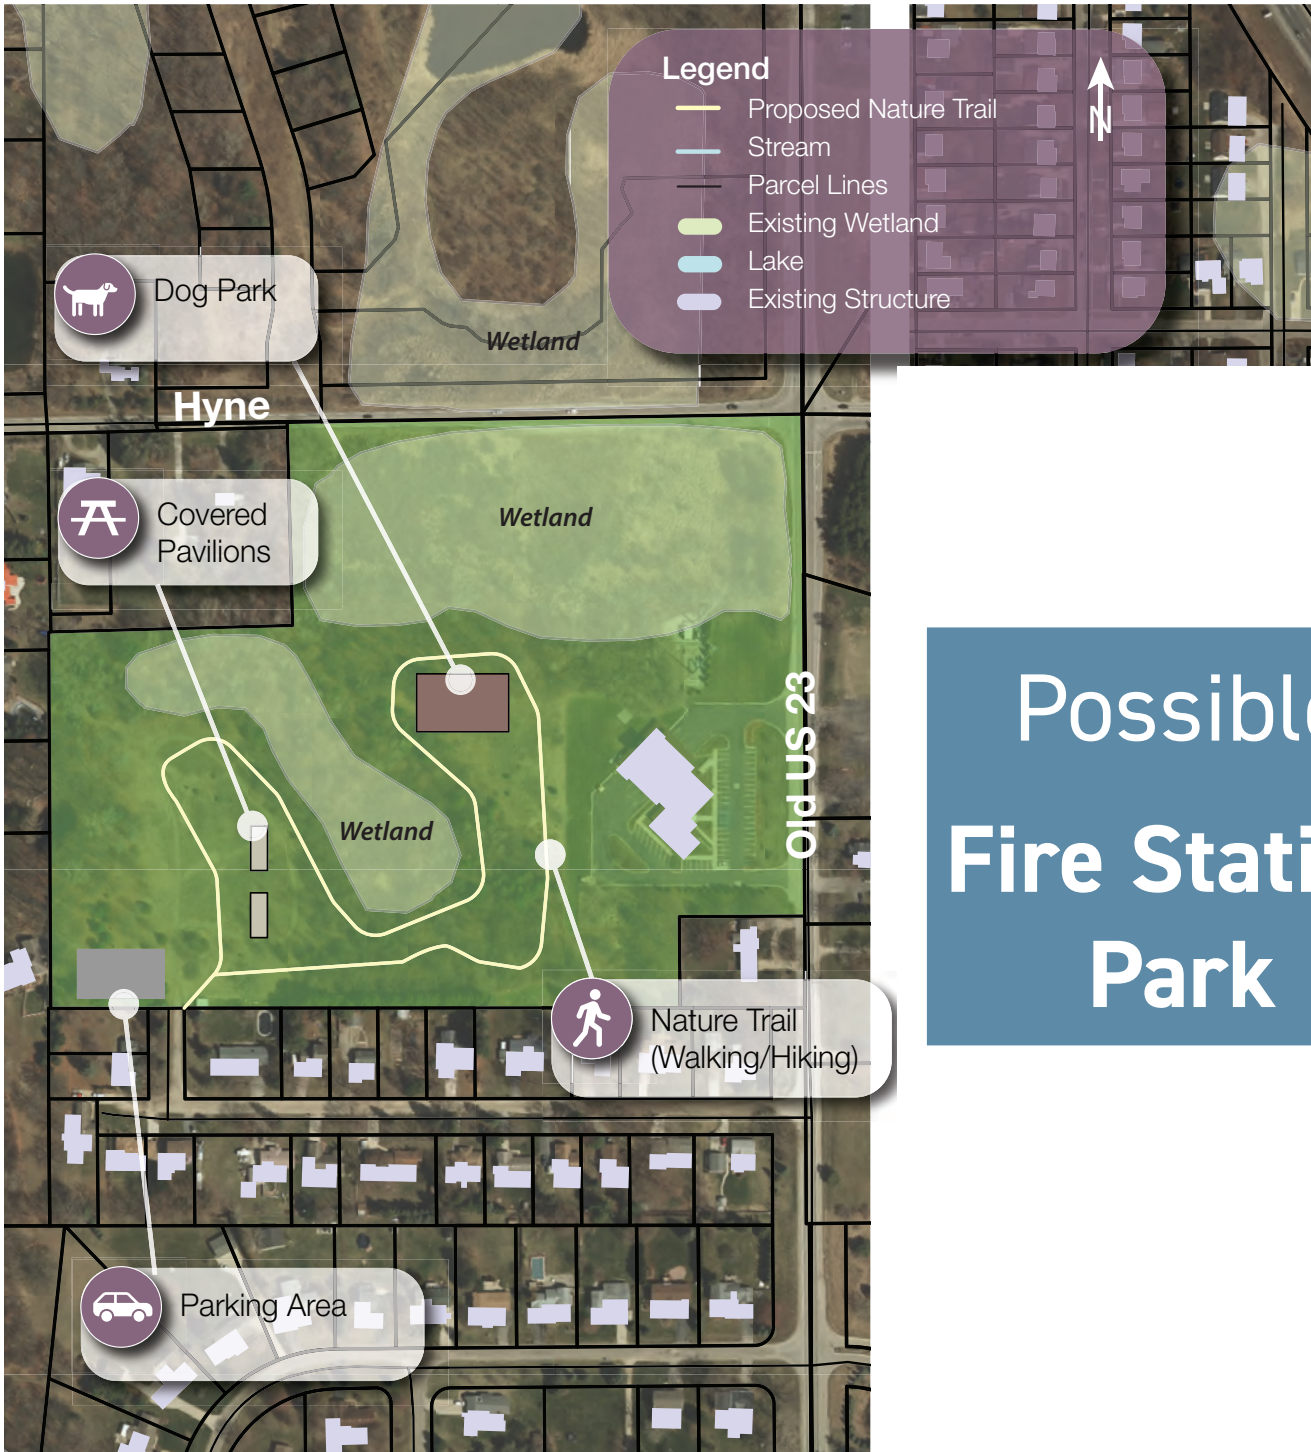 Legend
Proposed Nature Trail
Stream
Parcel Lines
Existing Wetland
Lake
Existing Structure
N
Dog Park
Wetland
Hyne
Covered
Pavilions
Wetland
Old US 23
Wetland
Nature Trail
(Walking/Hiking)
Parking Area
Possible
Fire Stati
Park